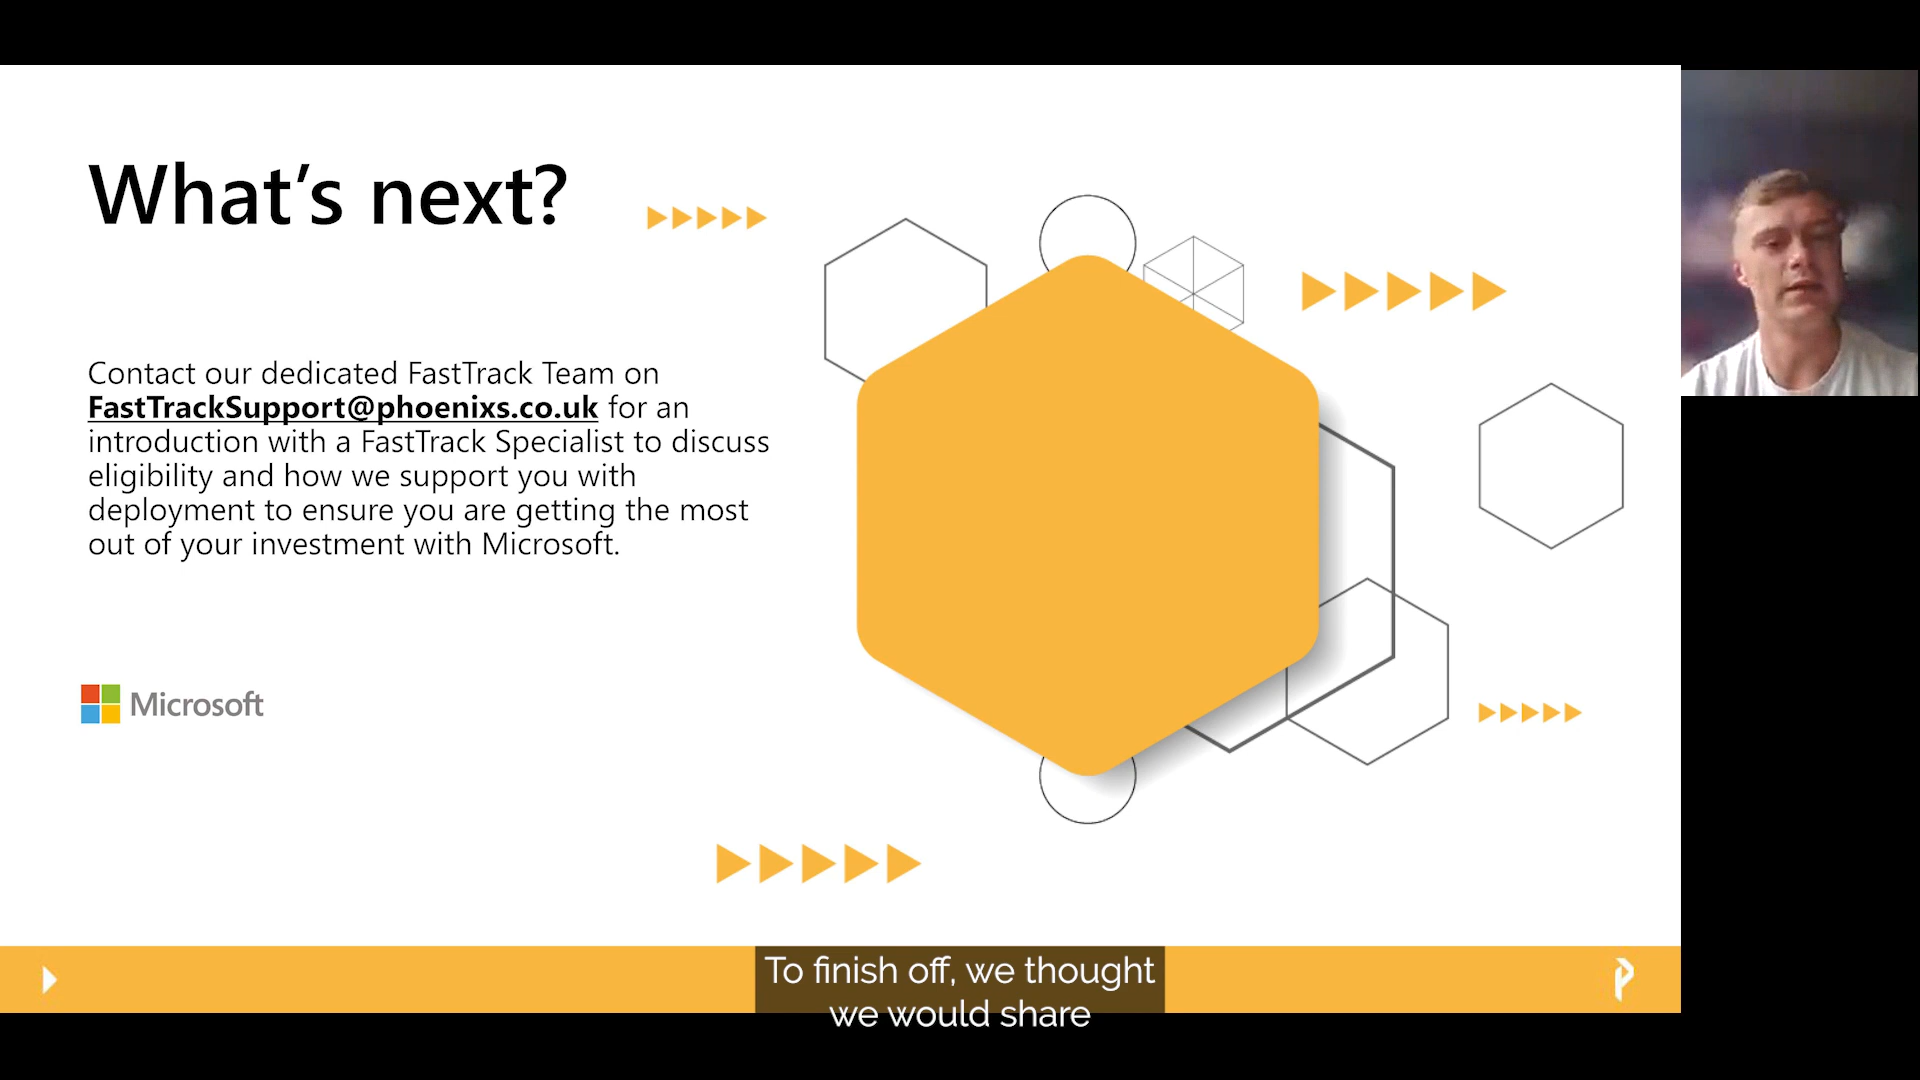 What’s next?
Contact our dedicated FastTrack Team on
FastTrackSupport@phoenixs.co.uk for an
introduction with a FastTrack Specialist to discuss
eligibility and how we support you with
deployment to ensure you are getting the most
out of your investment with Microsoft.
Microsoft
To finish off, we thought
we would share